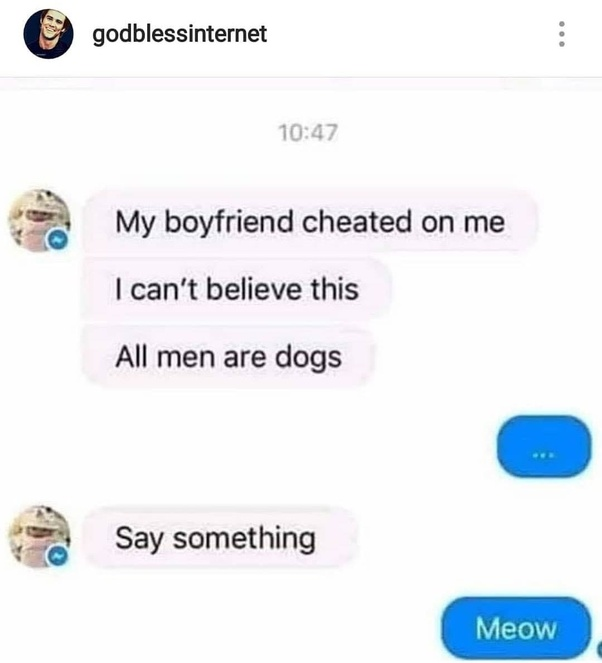 godblessinternet
10:47
My boyfriend cheated on me
I can't believe this
All men are dogs
...
Say something
Meow